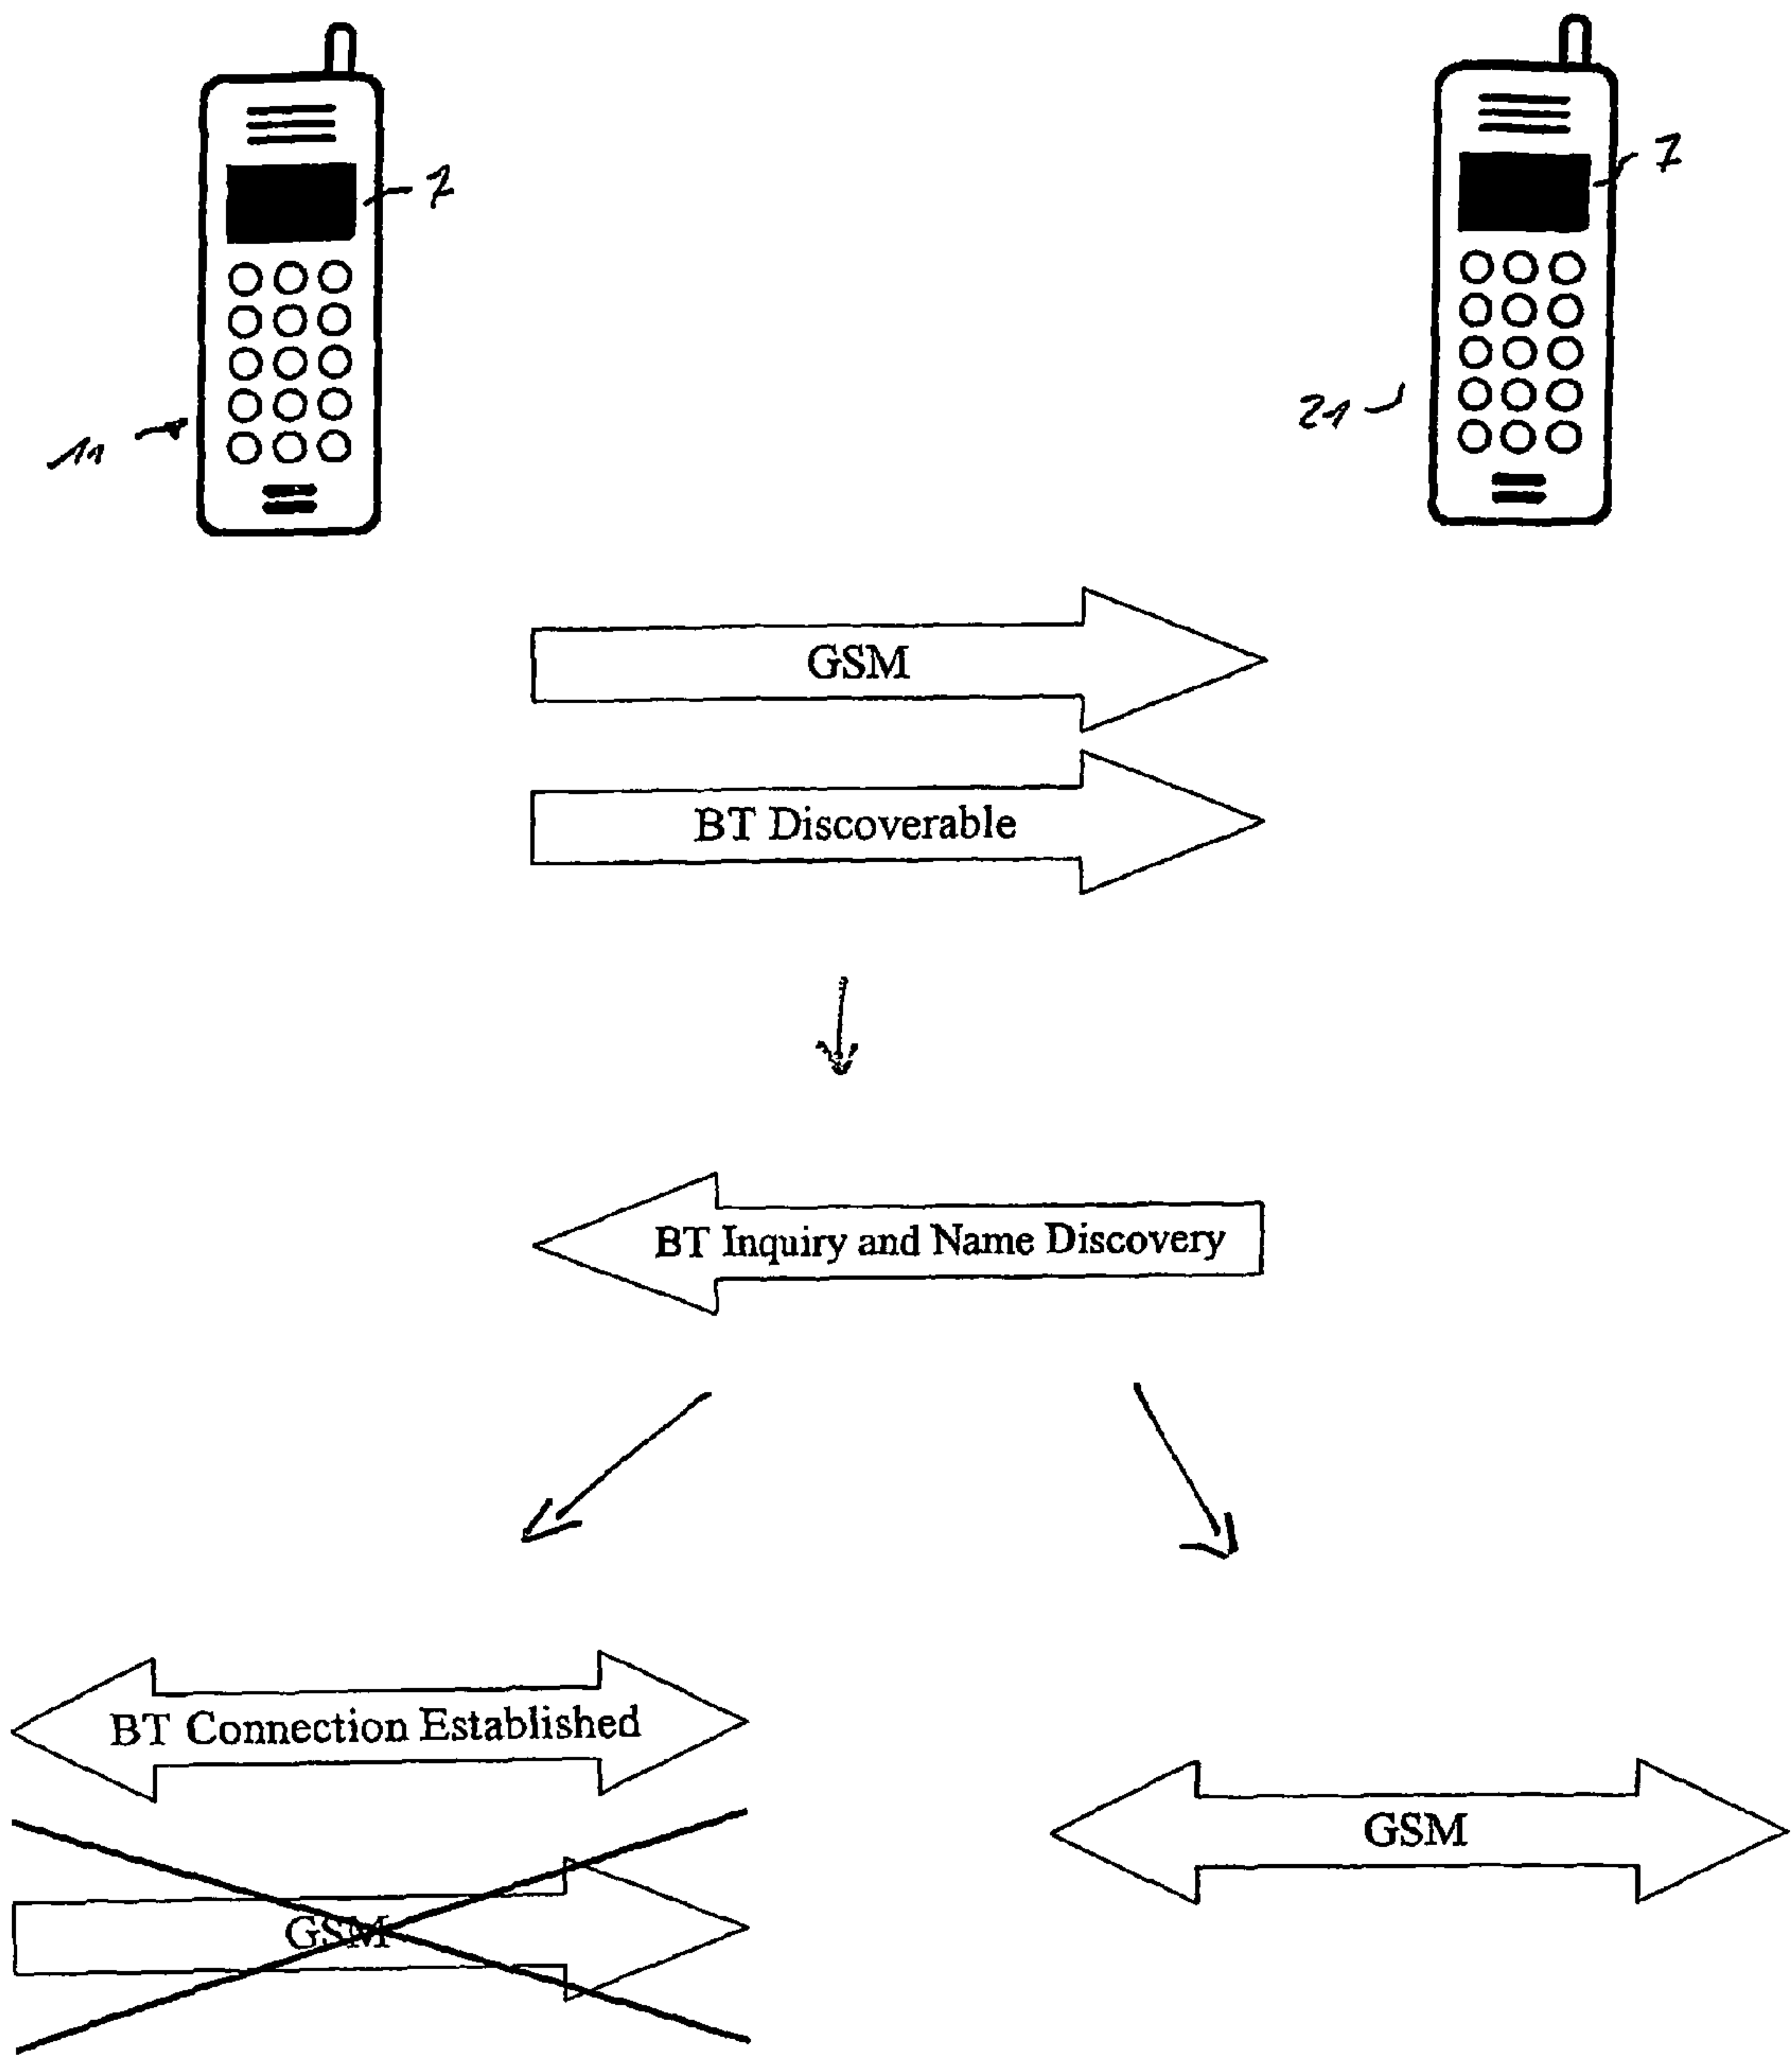 7
7
11
21
GSM
BT Discoverable
BT Inquiry and Name Discovery
BT Connection Established
GSM
GSM